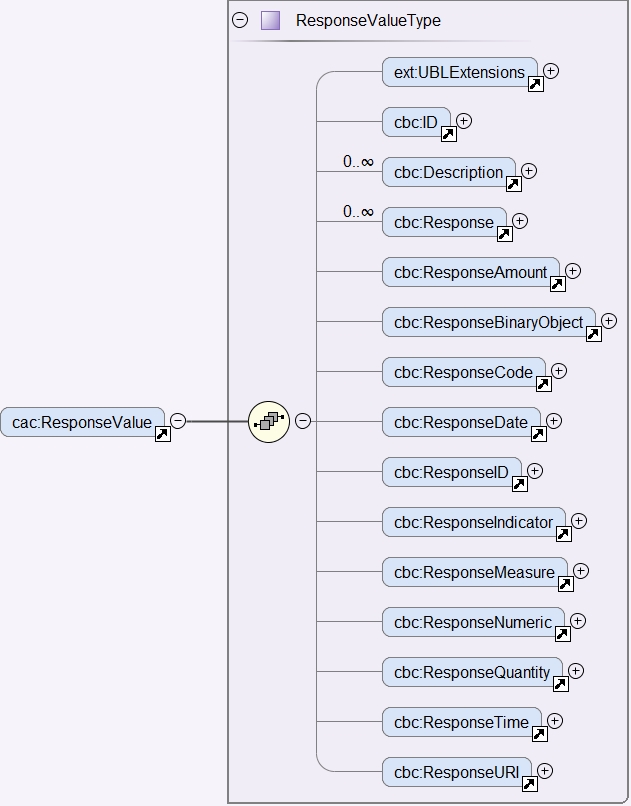 ResponseValueType
ext:UBLExtensions
cbc:ID
0..∞
cbc:Description
0..∞
cbc:Response
cbc:ResponseAmount
cbc:ResponseBinaryObject
cbc:ResponseCode
cac:ResponseValue
cbc:ResponseDate
cbc:ResponseID
cbc:ResponseIndicator
cbc:ResponseMeasure
cbc:ResponseNumeric
cbc:ResponseQuantity
cbc:ResponseTime
cbc:ResponseURI